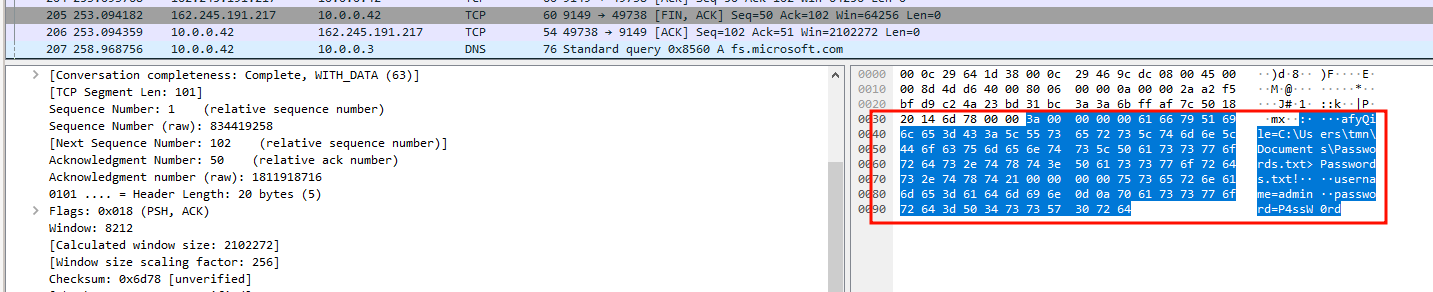 205 253.094182 162.245.191.217 10.0.0.42 TCP 60 9149 → 49738 [FIN, ACK] Seq=50 Ack=102 Win=64256 Len=0
206 253.094359 10.0.0.42 162.245.191.217 TCP 54 49738 → 9149 [ACK] Seq=102 Ack=51 Win=2102272 Len=0
207 258.968756 10.0.0.42 10.0.0.3 DNS 76 Standard query 0x8560 A fs.microsoft.com
[Conversation completeness: Complete, WITH_DATA (63)]
[TCP Segment Len: 101]
Sequence Number: 1 (relative sequence number)
Sequence Number (raw): 834419258
[Next Sequence Number: 102 (relative sequence number)]
Acknowledgment Number: 50 (relative ack number)
Acknowledgment number (raw): 1811918716
0101 .... = Header Length: 20 bytes (5)
Flags: 0x018 (PSH, ACK)
Window: 8212
[Calculated window size: 2102272]
[Window size scaling factor: 256]
Checksum: 0x6d78 [unverified]
0000 00 0c 29 64 1d 38 00 0c 29 46 9c dc 08 00 45 00 ··)d·8·· )F····E·
0010 00 8d 4d d6 40 00 80 06 00 00 0a 00 00 2a a2 f5 ··M·@··· ·····*··
0020 bf d9 c2 4a 23 bd 31 bc 3a 3a 6b ff af 7c 50 18 ···J#·1· ::k··|P·
0030 20 14 6d 78 00 00 3a 00 00 00 00 61 66 79 51 69 ·mx··:· ···afyQi
0040 6c 65 3d 43 3a 5c 55 73 65 72 73 5c 74 6d 6e 5c le=C:\Us ers\tmn\
0050 44 6f 63 75 6d 65 6e 74 73 5c 50 61 73 73 77 6f Document s\Passwo
0060 72 64 73 2e 74 78 74 3e 50 61 73 73 77 6f 72 64 rds.txt> Password
0070 73 2e 74 78 74 21 00 00 00 00 75 73 65 72 6e 61 s.txt!·· ··userna
0080 6d 65 3d 61 64 6d 69 6e 0d 0a 70 61 73 73 77 6f me=admin ··passwo
0090 72 64 3d 50 34 73 73 57 30 72 64 rd=P4ssW 0rd